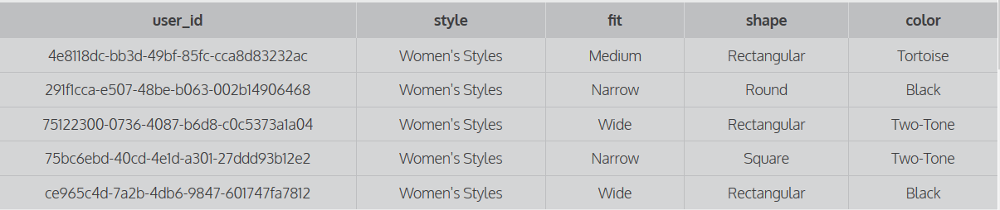 user_id style fit shape color
4e8118dc-bb3d-49bf-85fc-cca8d83232ac Women's Styles Medium Rectangular Tortoise
291f1cca-e507-48be-b063-002b14906468 Women's Styles Narrow Round Black
75122300-0736-4087-b6d8-c0c5373a1a04 Women's Styles Wide Rectangular Two-Tone
75bc6ebd-40cd-4e1d-a301-27ddd93b12e2 Women's Styles Narrow Square Two-Tone
ce965c4d-7a2b-4db6-9847-601747fa7812 Women's Styles Wide Rectangular Black